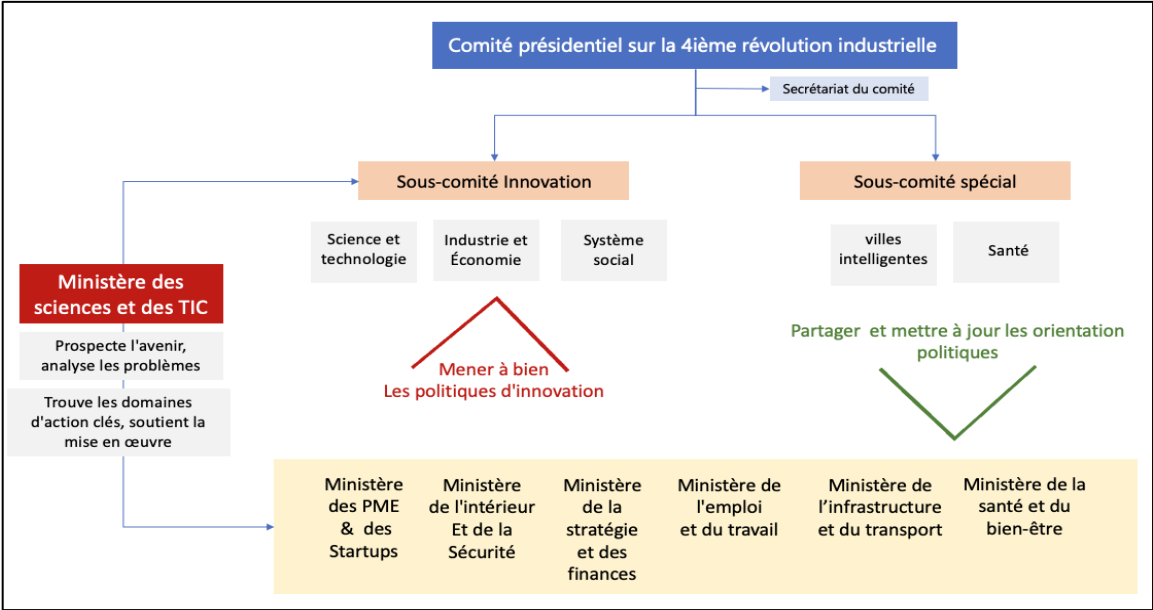 Comité présidentiel sur la 4ième révolution industrielle
Secrétariat du comité
Sous-comité Innovation
Sous-comité spécial
Science et
technologie
Industrie et
Économie
Système
social
villes
intelligentes
Santé
Ministère des
sciences et des TIC
Prospecte l'avenir,
analyse les problèmes
Trouve les domaines
d'action clés, soutient la
mise en œuvre
Mener à bien
Les politiques d'innovation
Partager et mettre à jour les orientation
politiques
Ministère
des PME
& des
Startups
Ministère
de l'intérieur
Et de la
Sécurité
Ministère
de la
stratégie
et des
finances
Ministère de
l'emploi
et du travail
Ministère de
l’infrastructure
et du transport
Ministère de la
santé et du
bien-être